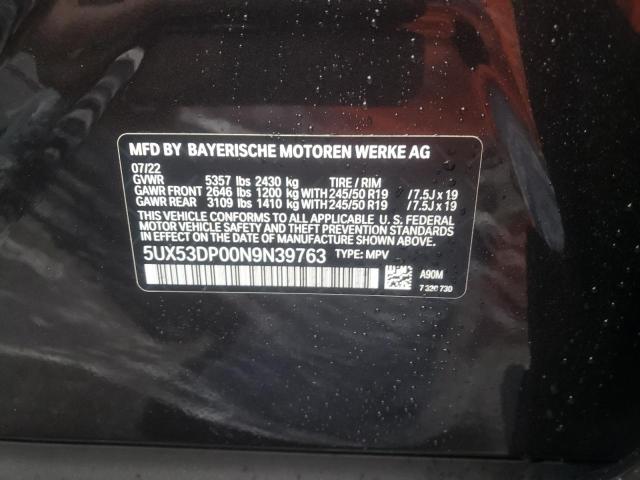 MFD BY BAYERISCHE MOTOREN WERKE AG
07/22
GVWR 5357 lbs 2430 kg TIRE / RIM
GAWR FRONT 2646 lbs 1200 kg WITH 245/50 R19 /7.5J x 19
GAWR REAR 3109 lbs 1410 kg WITH 245/50 R19 /7.5J x 19
THIS VEHICLE CONFORMS TO ALL APPLICABLE U. S. FEDERAL
MOTOR VEHICLE SAFETY AND THEFT PREVENTION
STANDARDS IN EFFECT ON THE DATE OF MANUFACTURE SHOWN ABOVE.
5UX53DP00N9N39763 TYPE: MPV
A90M